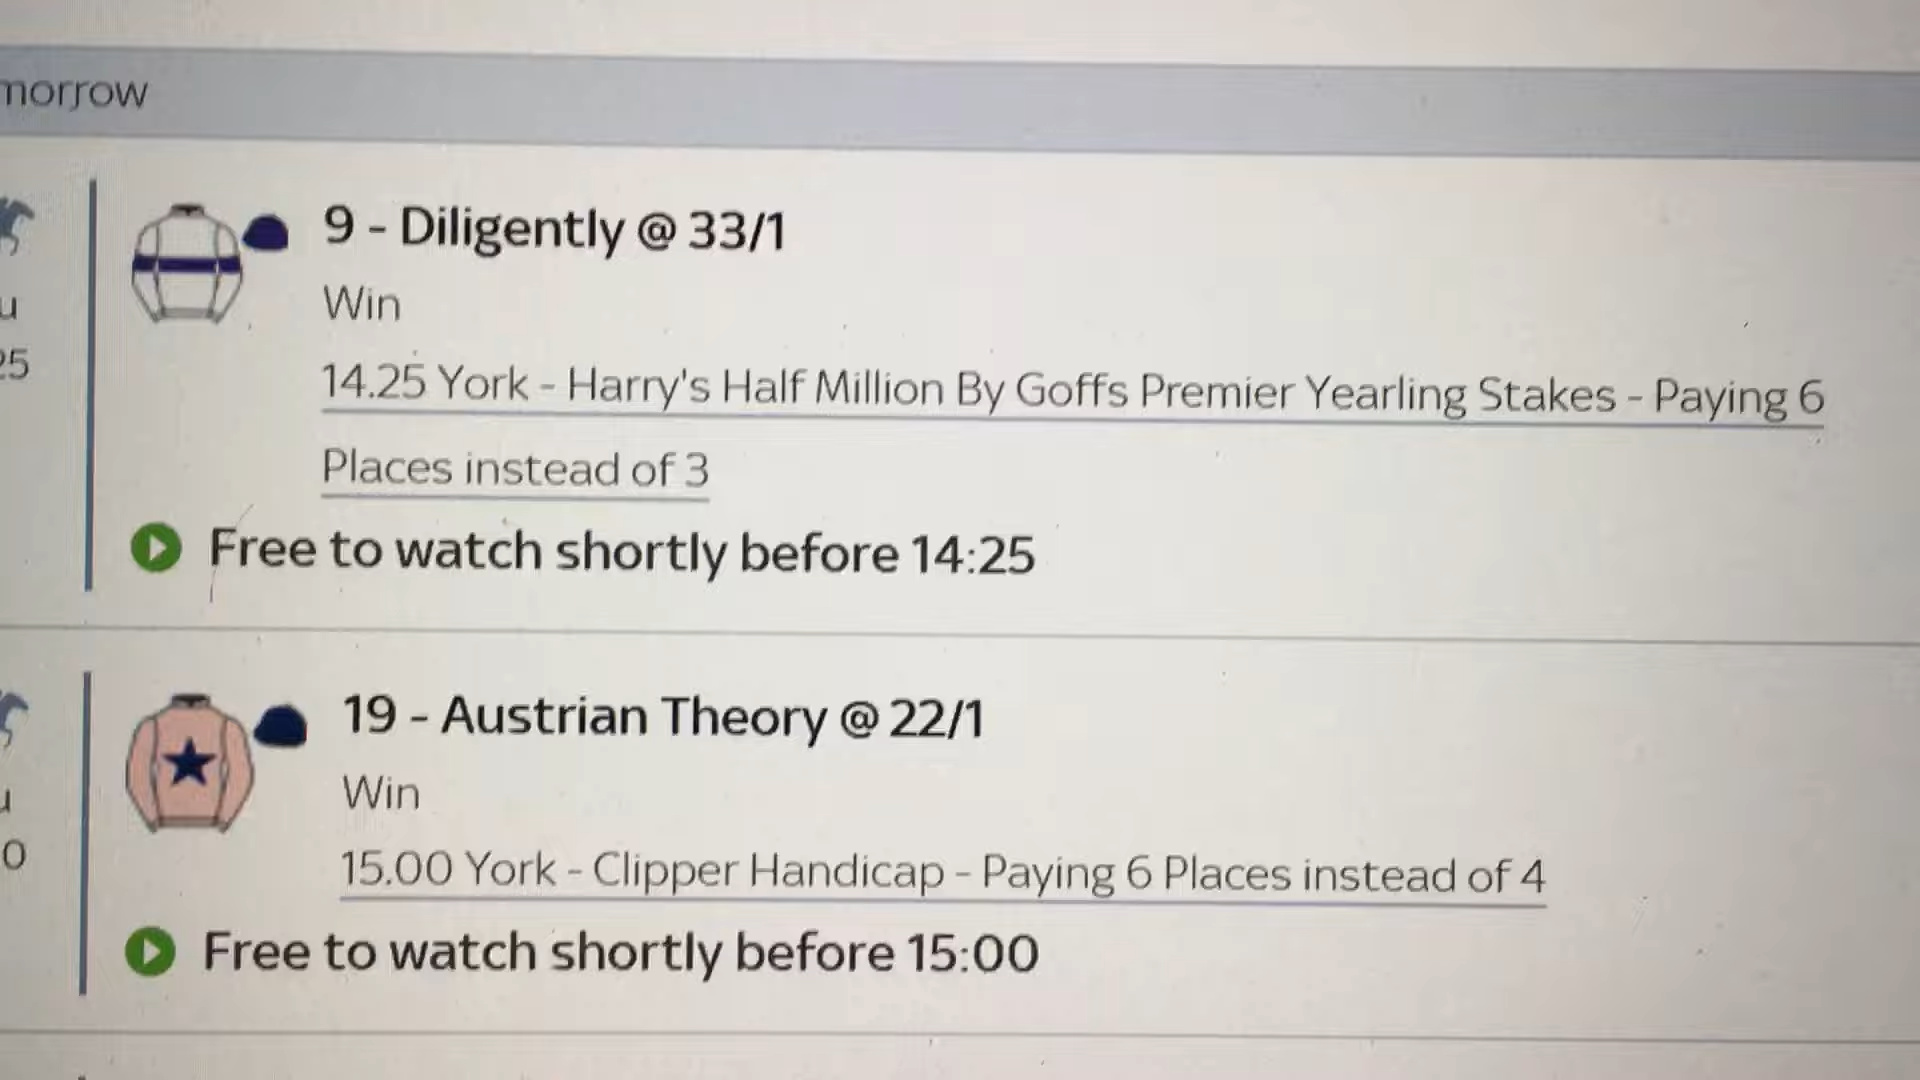 morrow
9 - Diligently @ 33/1
Win
14.25 York - Harry's Half Million By Goffs Premier Yearling Stakes - Paying 6
Places instead of 3
Free to watch shortly before 14:25
25
19 - Austrian Theory @ 22/1
Win
15.00 York - Clipper Handicap - Paying 6 Places instead of 4
0
Free to watch shortly before 15:00